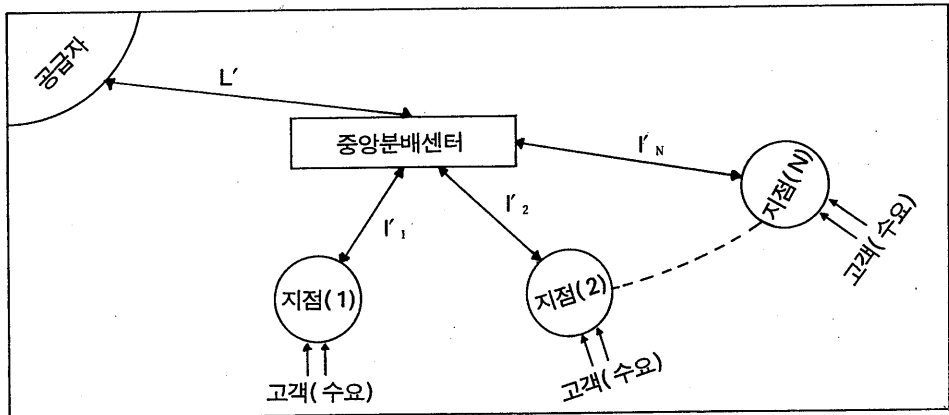 공급자
L′
중앙분배센터
l′ N
l′ 1
l′ 2
지점(N)
지점(1)
지점(2)
고객(수요)
고객(수요)
고객(수요)